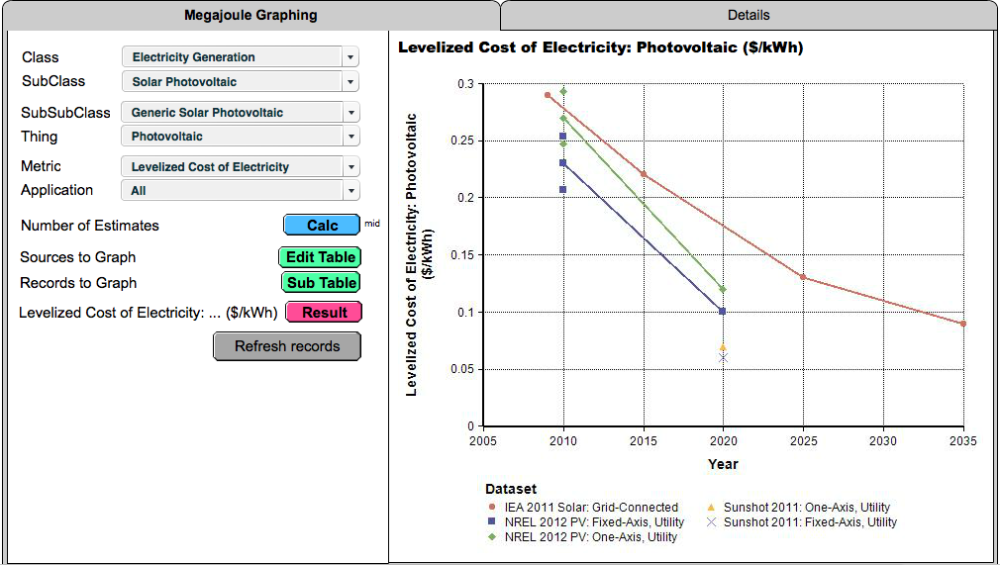 Megajoule Graphing
Details
Class
Electricity Generation
SubClass
Solar Photovoltaic
SubSubClass
Generic Solar Photovoltaic
Thing
Photovoltaic
Metric
Levelized Cost of Electricity
Application
All
Number of Estimates
Calc
mid
Sources to Graph
Edit Table
Records to Graph
Sub Table
Levelized Cost of Electricity: ... ($/kWh)
Result
Refresh records
Levelized Cost of Electricity: Photovoltaic ($/kWh)
Levelized Cost of Electricity: Photovoltaic
($/kWh)
0.3
0.25
0.2
0.15
0.1
0.05
0
2005 2010 2015 2020 2025 2030 2035
Year
Dataset
IEA 2011 Solar: Grid-Connected
NREL 2012 PV: Fixed-Axis, Utility
NREL 2012 PV: One-Axis, Utility
Sunshot 2011: One-Axis, Utility
Sunshot 2011: Fixed-Axis, Utility